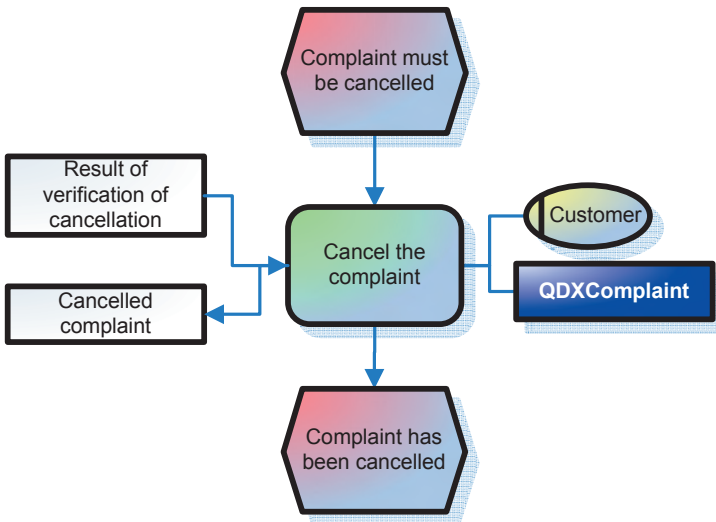 Complaint must
be cancelled
Result of
verification of
cancellation
Customer
Cancel the
complaint
QDXComplaint
Cancelled
complaint
Complaint has
been cancelled